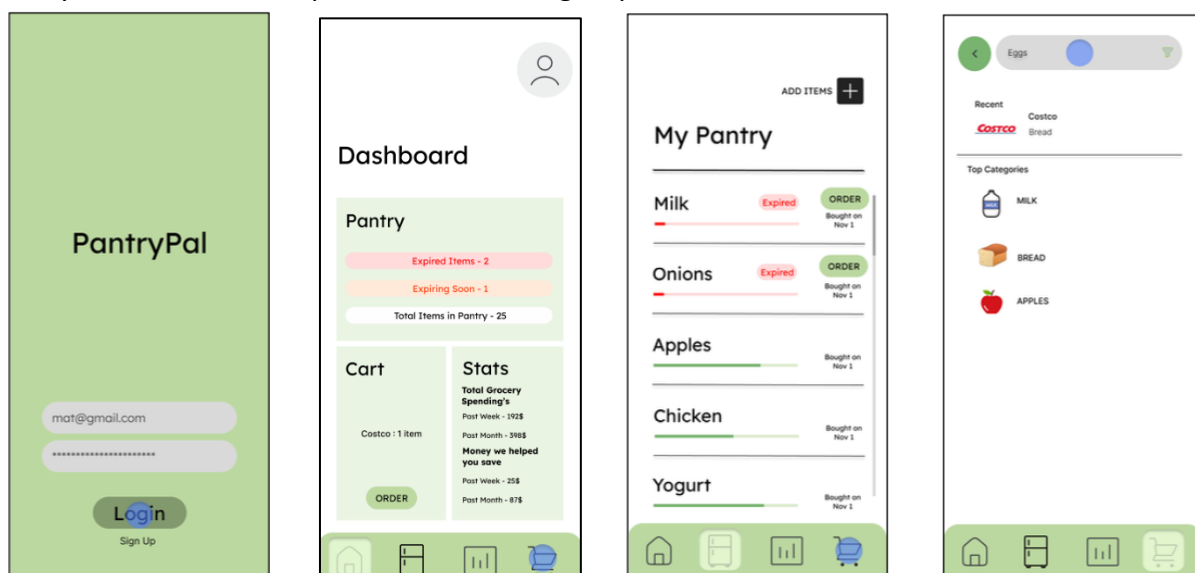 PantryPal
mat@gmail.com
Login
Sign Up
Dashboard
Pantry
Expired Items - 2
Expiring Soon - 1
Total Items in Pantry - 25
Cart
Costco : 1 item
ORDER
Stats
Total Grocery
Spending's
Past Week - 192$
Past Month - 398$
Money we helped
you save
Past Week - 25$
Past Month - 87$
ADD ITEMS
My Pantry
Milk
Expired
ORDER
Bought on
Nov 1
Onions
Expired
ORDER
Bought on
Nov 1
Apples
Bought on
Nov 1
Chicken
Bought on
Nov 1
Yogurt
Bought on
Nov 1
Eggs
Recent
COSTCO
Costco
Bread
Top Categories
MILK
BREAD
APPLES